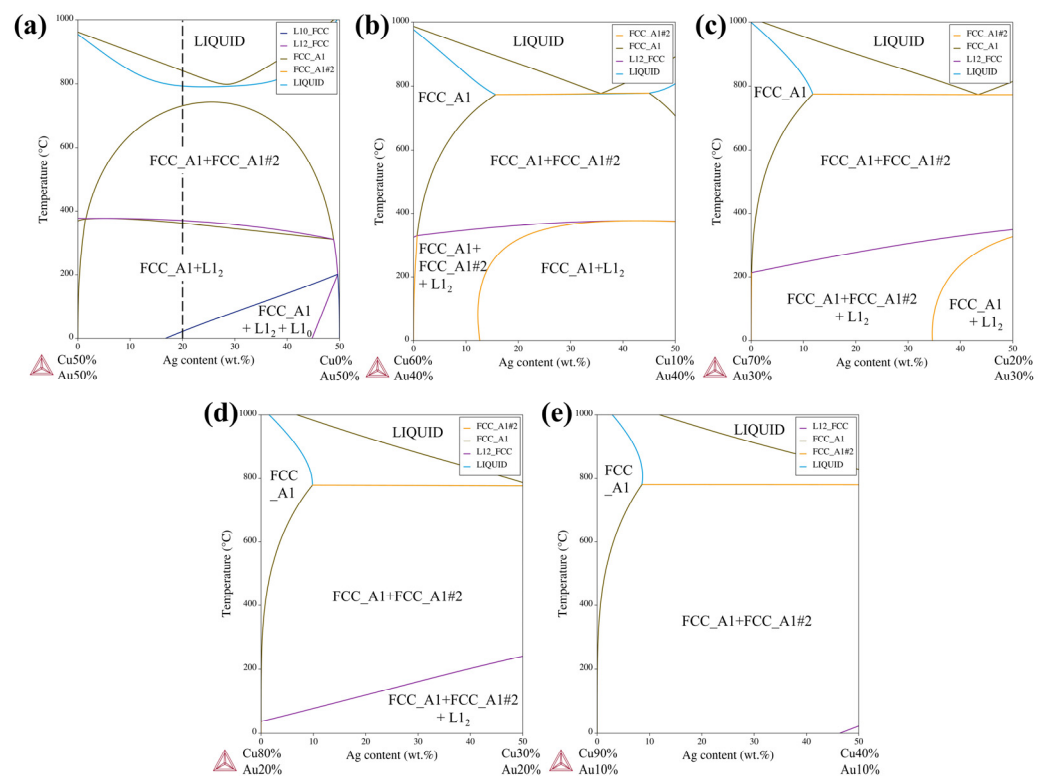 (a)
1000
800
600
400
200
0
Temperature (°C)
LIQUID
L10_FCC
L12_FCC
FCC_A1
FCC_A1#2
LIQUID
FCC_A1+FCC_A1#2
FCC_A1+L1₂
FCC_A1
+ L1₂ + L1₀
0 10 20 30 40 50
Cu50%
Au50%
Ag content (wt.%)
Cu0%
Au50%
(b)
1000
800
600
400
200
0
Temperature (°C)
LIQUID
FCC_A1#2
FCC_A1
L12_FCC
LIQUID
FCC_A1
FCC_A1+FCC_A1#2
FCC_A1+
FCC_A1#2
+ L1₂
FCC_A1+L1₂
0 10 20 30 40 50
Cu60%
Au40%
Ag content (wt.%)
Cu10%
Au40%
(c)
1000
800
600
400
200
0
Temperature (°C)
LIQUID
FCC_A1#2
FCC_A1
L12_FCC
LIQUID
FCC_A1
FCC_A1+FCC_A1#2
FCC_A1+FCC_A1#2
+ L1₂
FCC_A1
+ L1₂
0 10 20 30 40 50
Cu70%
Au30%
Ag content (wt.%)
Cu20%
Au30%
(d)
1000
800
600
400
200
0
Temperature (°C)
LIQUID
FCC_A1#2
FCC_A1
L12_FCC
LIQUID
FCC
_A1
FCC_A1+FCC_A1#2
FCC_A1+FCC_A1#2
+ L1₂
0 10 20 30 40 50
Cu80%
Au20%
Ag content (wt.%)
Cu30%
Au20%
(e)
1000
800
600
400
200
0
Temperature (°C)
LIQUID
L12_FCC
FCC_A1
FCC_A1#2
LIQUID
FCC
_A1
FCC_A1+FCC_A1#2
0 10 20 30 40 50
Cu90%
Au10%
Ag content (wt.%)
Cu40%
Au10%